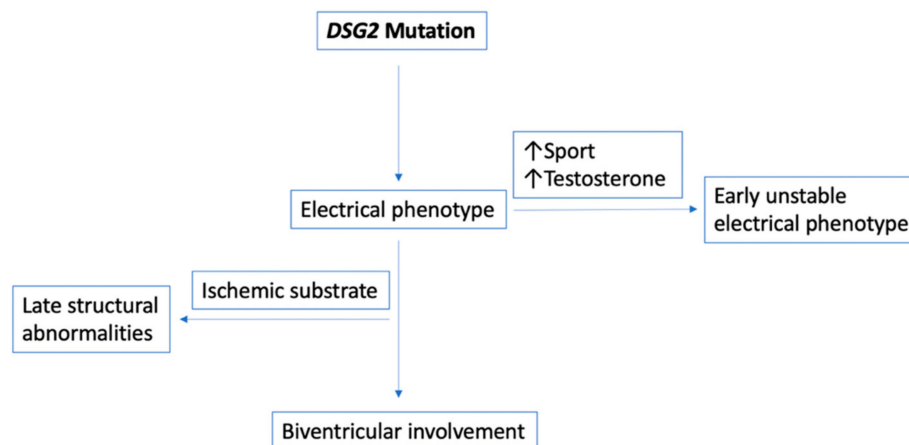 DSG2 Mutation
↑Sport
↑Testosterone
Electrical phenotype
Early unstable
electrical phenotype
Ischemic substrate
Late structural
abnormalities
Biventricular involvement